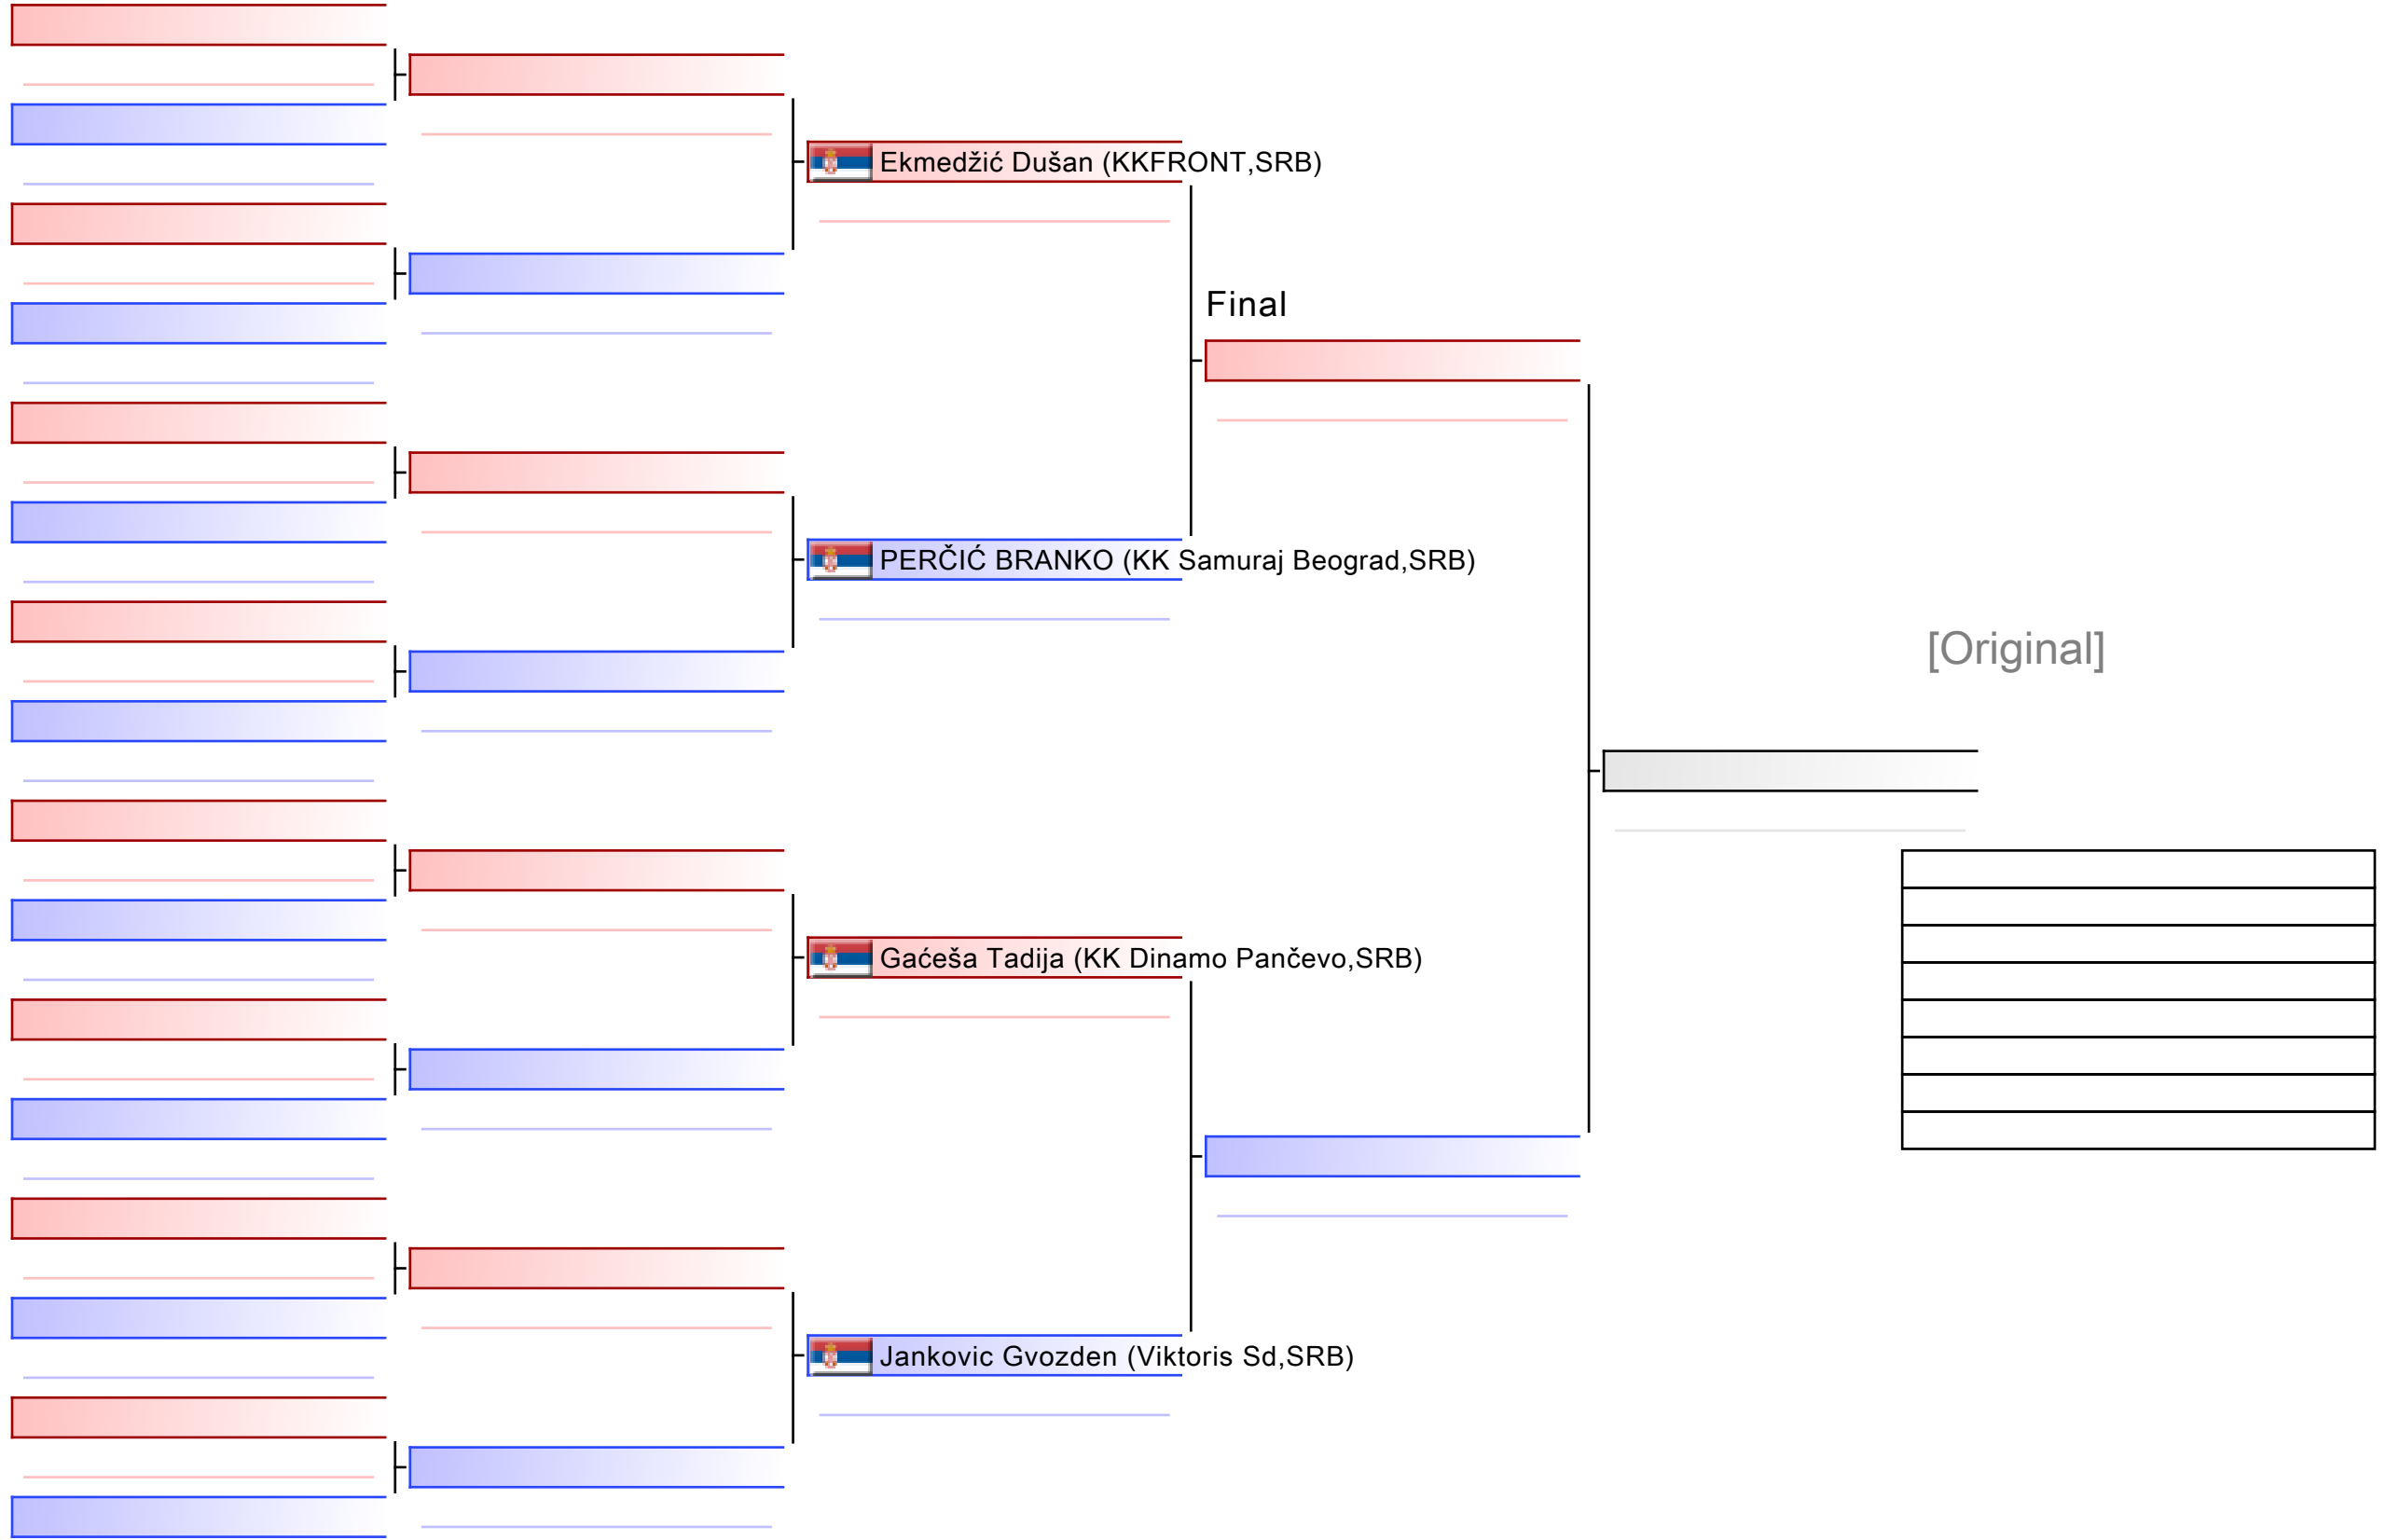 Ekmedžić Dušan (KKFRONT,SRB)
Final
PERČIĆ BRANKO (KK Samuraj Beograd,SRB)
[Original]
Gaćeša Tadija (KK Dinamo Pančevo,SRB)
Jankovic Gvozden (Viktoris Sd,SRB)